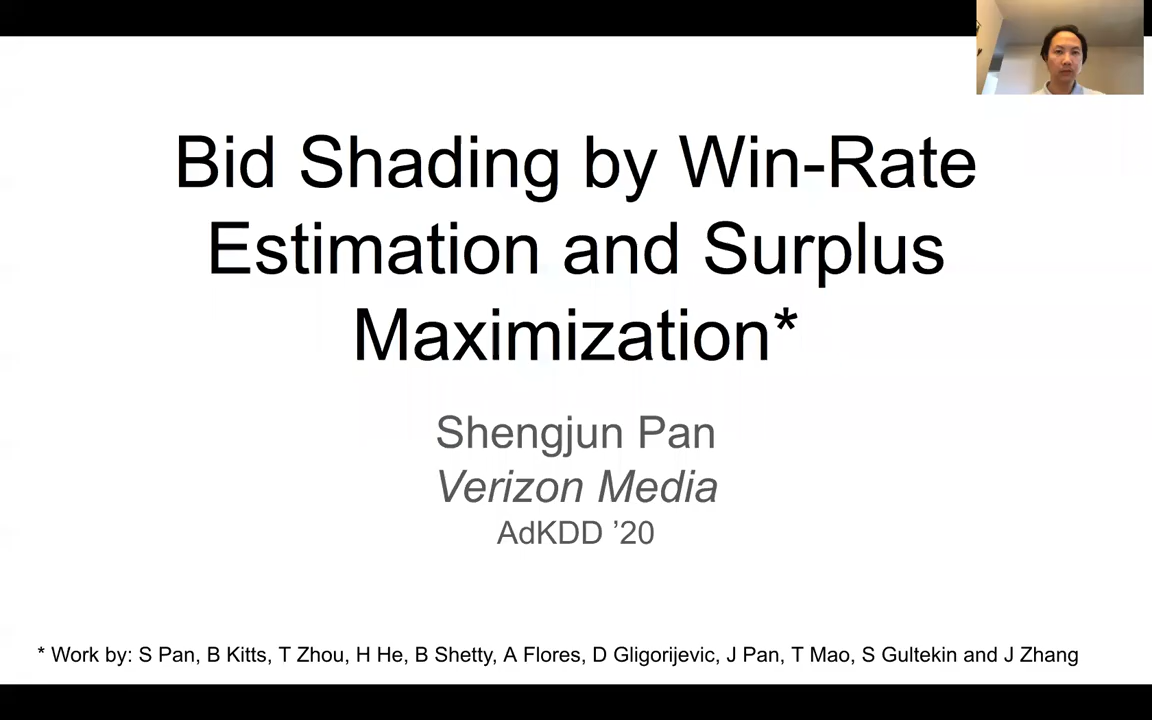 Bid Shading by Win-Rate
Estimation and Surplus
Maximization*
Shengjun Pan
Verizon Media
AdKDD ’20
* Work by: S Pan, B Kitts, T Zhou, H He, B Shetty, A Flores, D Gligorijevic, J Pan, T Mao, S Gultekin and J Zhang